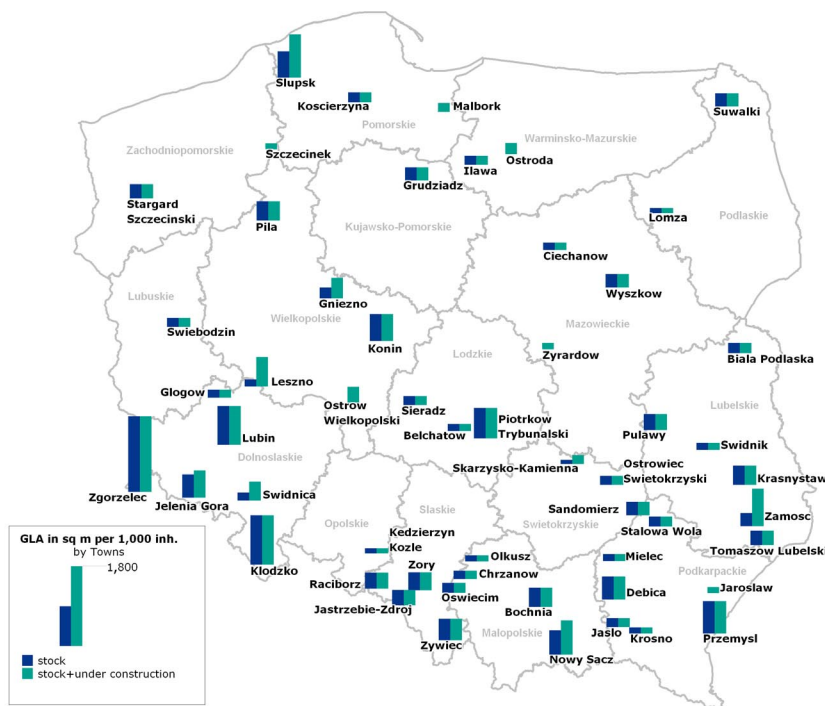 Slupsk
Koscierzyna
Malbork
Suwalki
Pomorskie
Warminsko-Mazurskie
Zachodniopomorskie
Szczecinek
Ostroda
Ilawa
Grudziadz
Stargard
Szczecinski
Lomza
Podlaskie
Pila
Kujawsko-Pomorskie
Ciechanow
Wyszkow
Lubuskie
Gniezno
Wielkopolskie
Mazowieckie
Swiebodzin
Konin
Zyrardow
Lodzkie
Biala Podlaska
Leszno
Glogow
Ostrow
Wielkopolski
Sieradz
Piotrkow
Trybunalski
Belchatow
Lubelskie
Pulawy
Lubin
Dolnoslaskie
Swidnik
Skarzysko-Kamienna
Ostrowiec
Swietokrzyski
Krasnystaw
Zgorzelec
Jelenia Gora
Swidnica
Slaskie
Opolskie
Sandomierz
Zamosc
Swietokrzyskie
Stalowa Wola
Kedzierzyn
Kozle
Tomaszow Lubelski
GLA in sq m per 1,000 inh.
by Towns
1,800
Klodzko
Olkusz
Mielec
Podkarpackie
Zory
Chrzanow
Raciborz
Oswiecim
Debica
Jaroslaw
Jastrzebie-Zdroj
Bochnia
Zywiec
Malopolskie
Jaslo
Krosno
Przemysl
Nowy Sacz
stock
stock+under construction